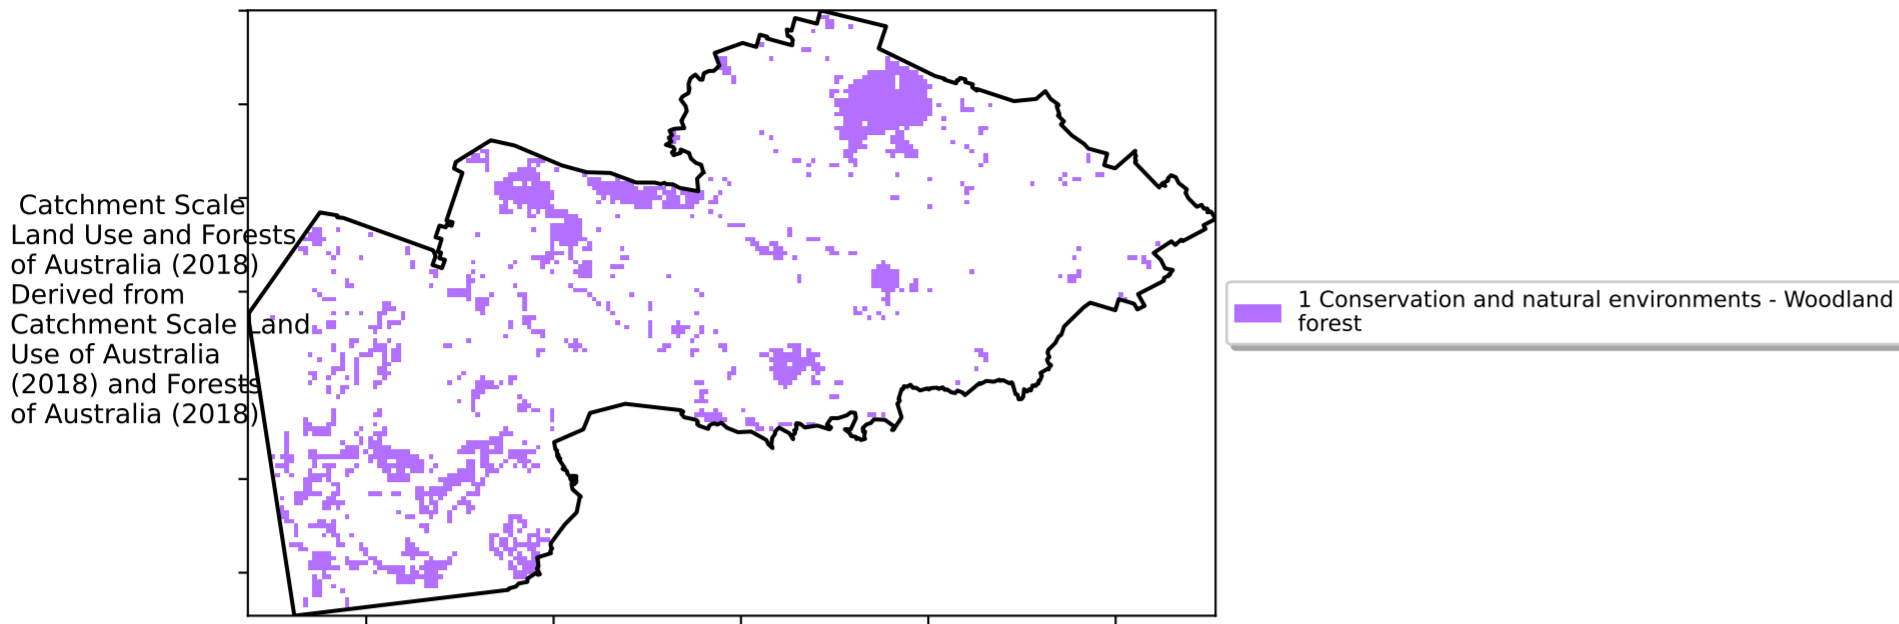 Catchment Scale
Land Use and Forests
of Australia (2018)
Derived from
Catchment Scale Land
Use of Australia
(2018) and Forests
of Australia (2018)
1 Conservation and natural environments - Woodland
forest